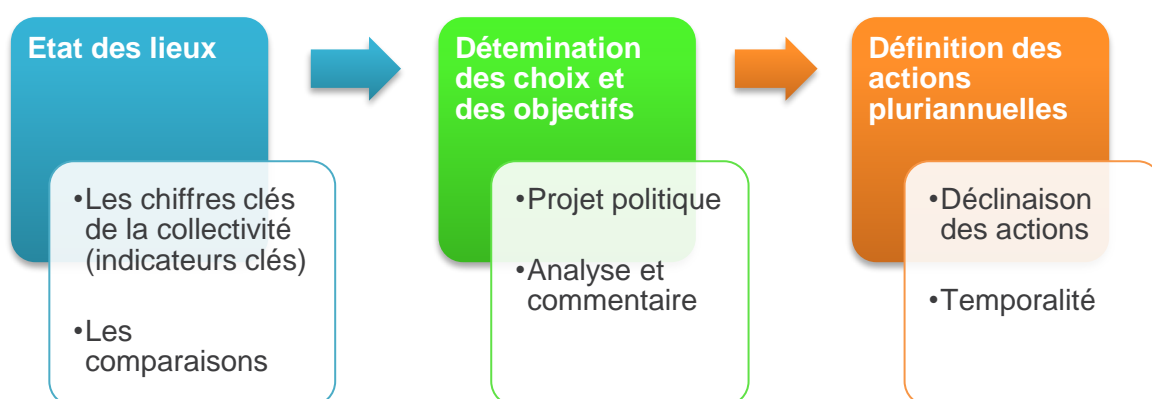 Etat des lieux
•Les chiffres clés
de la collectivité
(indicateurs clés)
•Les
comparaisons
Détemination
des choix et
des objectifs
•Projet politique
•Analyse et
commentaire
Définition des
actions
pluriannuelles
•Déclinaison
des actions
•Temporalité